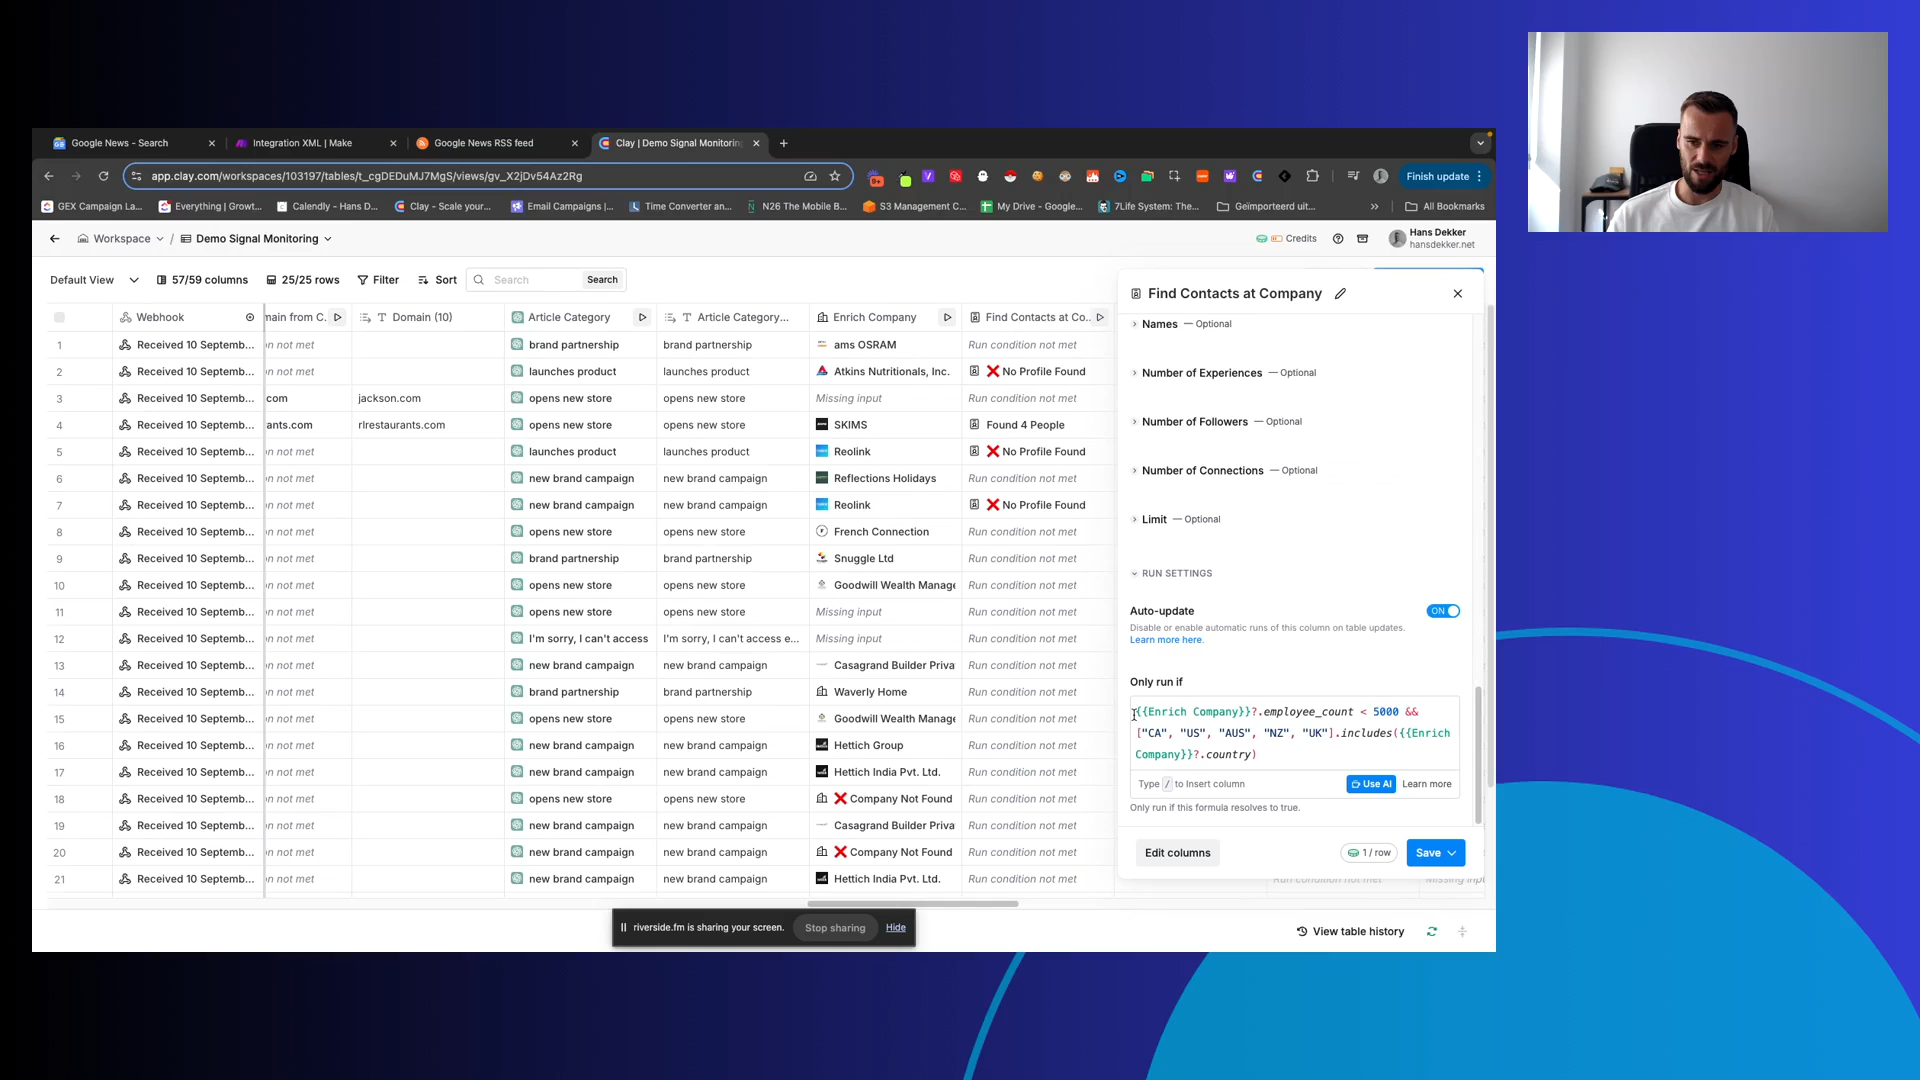 Google News - Search
Integration XML | Make
Google News RSS feed
Clay | Demo Signal Monitoring
app.clay.com/workspaces/103197/tables/t_cgDEDuMJ7MgS/views/gv_X2jDv54Az2Rg
Finish update
GEX Campaign La...
Everything | Growt...
Calendly - Hans D...
Clay - Scale your...
Email Campaigns |...
Time Converter an...
N26 The Mobile B...
S3 Management C...
My Drive - Google...
7Life System: The...
Geïmporteerd uit...
All Bookmarks
Workspace / Demo Signal Monitoring
Credits
Hans Dekker
hansdekker.net
Default View
57/59 columns
25/25 rows
Filter
Sort
Search
Search
Webhook main from C. Domain (10) Article Category Article Category... Enrich Company Find Contacts at Co...
1 Received 10 Septemb... on not met brand partnership brand partnership ams OSRAM Run condition not met
2 Received 10 Septemb... on not met launches product launches product Atkins Nutritionals, Inc. No Profile Found
3 Received 10 Septemb... com jackson.com opens new store opens new store Missing input Run condition not met
4 Received 10 Septemb... ants.com rlrestaurants.com opens new store opens new store SKIMS Found 4 People
5 Received 10 Septemb... on not met launches product launches product Reolink No Profile Found
6 Received 10 Septemb... on not met new brand campaign new brand campaign Reflections Holidays Run condition not met
7 Received 10 Septemb... on not met new brand campaign new brand campaign Reolink No Profile Found
8 Received 10 Septemb... on not met opens new store opens new store French Connection Run condition not met
9 Received 10 Septemb... on not met brand partnership brand partnership Snuggle Ltd Run condition not met
10 Received 10 Septemb... on not met opens new store opens new store Goodwill Wealth Manage Run condition not met
11 Received 10 Septemb... on not met opens new store opens new store Missing input Run condition not met
12 Received 10 Septemb... on not met I'm sorry, I can't access I'm sorry, I can't access e... Missing input Run condition not met
13 Received 10 Septemb... on not met new brand campaign new brand campaign Casagrand Builder Priva Run condition not met
14 Received 10 Septemb... on not met brand partnership brand partnership Waverly Home Run condition not met
15 Received 10 Septemb... on not met opens new store opens new store Goodwill Wealth Manage Run condition not met
16 Received 10 Septemb... on not met new brand campaign new brand campaign Hettich Group Run condition not met
17 Received 10 Septemb... on not met new brand campaign new brand campaign Hettich India Pvt. Ltd. Run condition not met
18 Received 10 Septemb... on not met opens new store opens new store Company Not Found Run condition not met
19 Received 10 Septemb... on not met new brand campaign new brand campaign Casagrand Builder Priva Run condition not met
20 Received 10 Septemb... on not met new brand campaign new brand campaign Company Not Found Run condition not met
21 Received 10 Septemb... on not met new brand campaign new brand campaign Hettich India Pvt. Ltd. Run condition not met Run condition not met Missing inp
Find Contacts at Company
Names — Optional
Number of Experiences — Optional
Number of Followers — Optional
Number of Connections — Optional
Limit — Optional
RUN SETTINGS
Auto-update
ON
Disable or enable automatic runs of this column on table updates.
Learn more here.
Only run if
{{Enrich Company}}?.employee_count < 5000 &&
["CA", "US", "AUS", "NZ", "UK"].includes({{Enrich
Company}}?.country)
Type / to Insert column
Use AI
Learn more
Only run if this formula resolves to true.
Edit columns
1 / row
Save
riverside.fm is sharing your screen.
Stop sharing
Hide
View table history